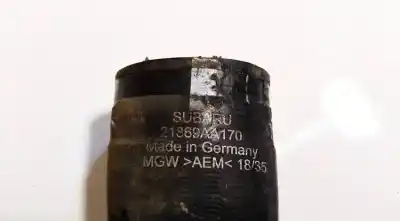 SUBARU
21869AA170
Made in Germany
MGW >AEM< 18/35